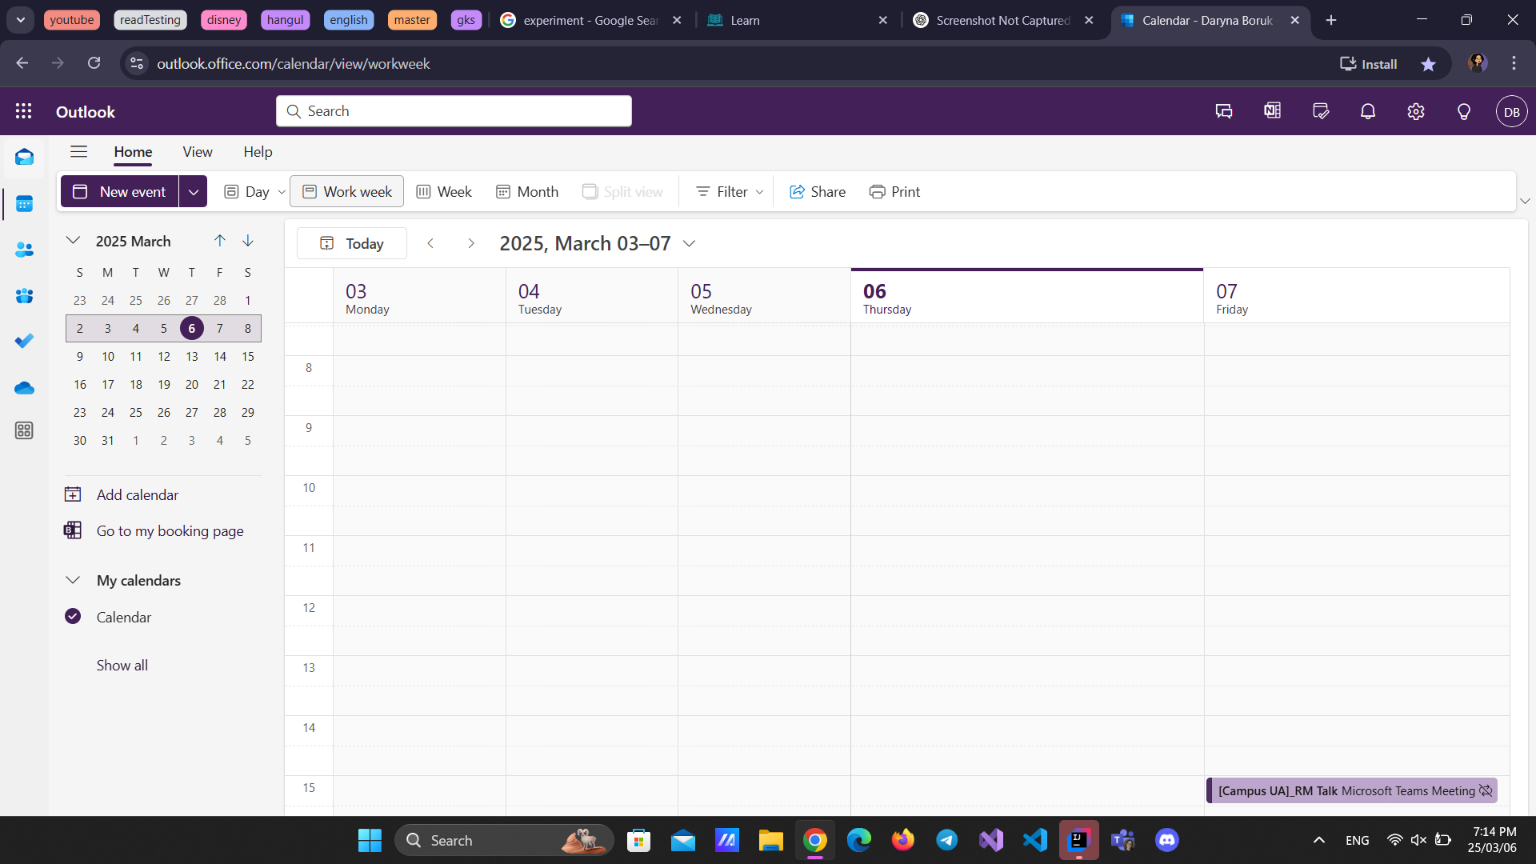 youtube readTesting disney hangul english master gks experiment - Google Sear Learn Screenshot Not Captured Calendar - Daryna Boruk
outlook.office.com/calendar/view/workweek Install
Outlook Search DB
Home View Help
New event Day Work week Week Month Split view Filter Share Print
2025 March
S M T W T F S
23 24 25 26 27 28 1
2 3 4 5 6 7 8
9 10 11 12 13 14 15
16 17 18 19 20 21 22
23 24 25 26 27 28 29
30 31 1 2 3 4 5
Add calendar
Go to my booking page
My calendars
Calendar
Show all
Today 2025, March 03–07
03 04 05 06 07
Monday Tuesday Wednesday Thursday Friday
8
9
10
11
12
13
14
15
[Campus UA]_RM Talk Microsoft Teams Meeting
Search ENG 7:14 PM
25/03/06